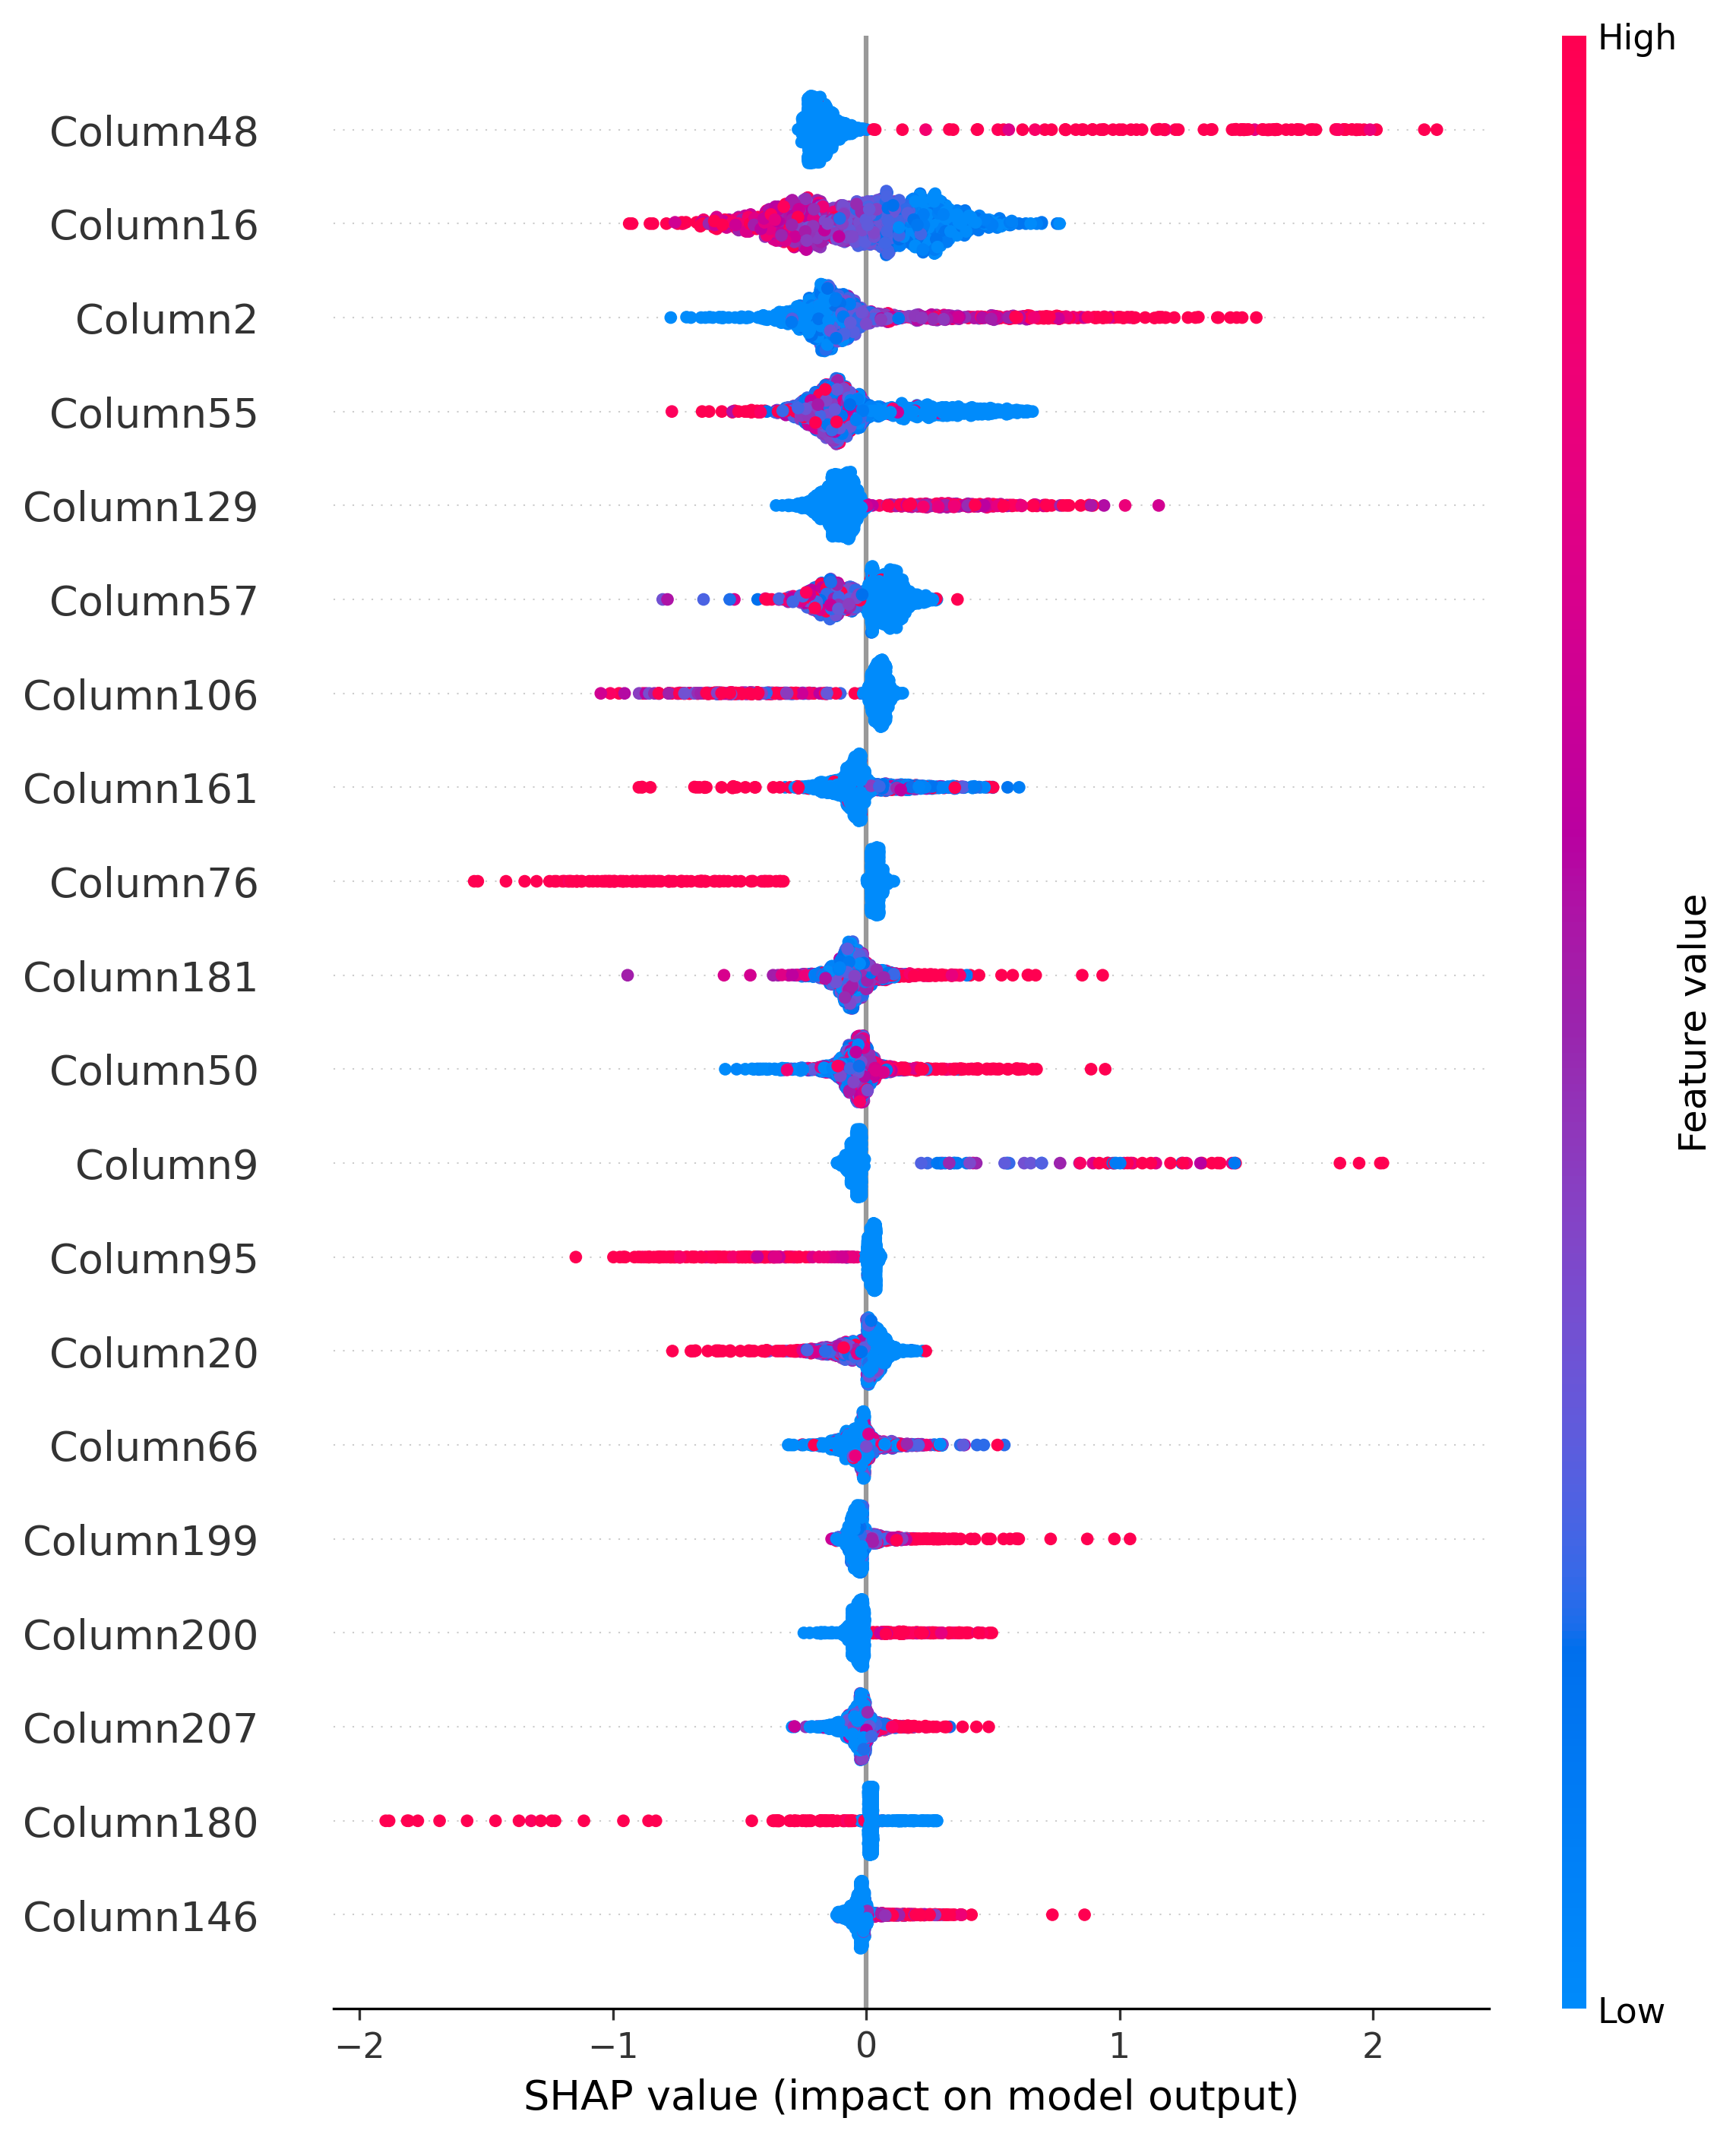 High
Column48
Column16
Column2
Column55
Column129
Column57
Column106
Column161
Column76
Column181
Column50
Column9
Column95
Column20
Column66
Column199
Column200
Column207
Column180
Column146
Feature value
Low
−2 −1 0 1 2
SHAP value (impact on model output)